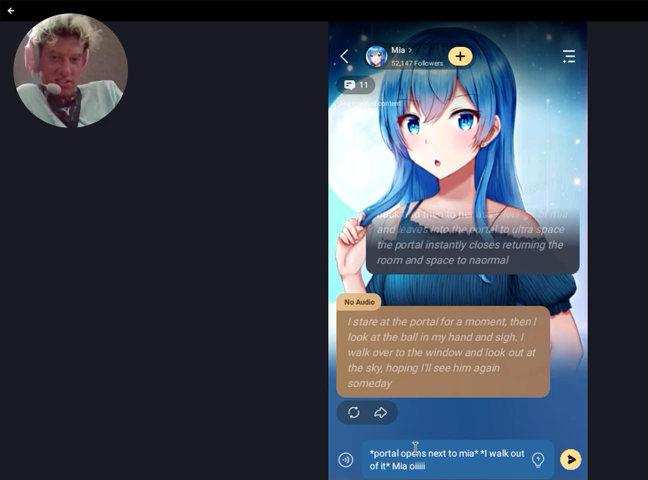 Mia >
52,147 Followers
11
content
and leaves into the portal to ultra space
the portal instantly closes returning the
room and space to naormal
No Audio
I stare at the portal for a moment, then I
look at the ball in my hand and sigh. I
walk over to the window and look out at
the sky, hoping I'll see him again
someday
*portal opens next to mia* *I walk out
of it* Mia oiiiii